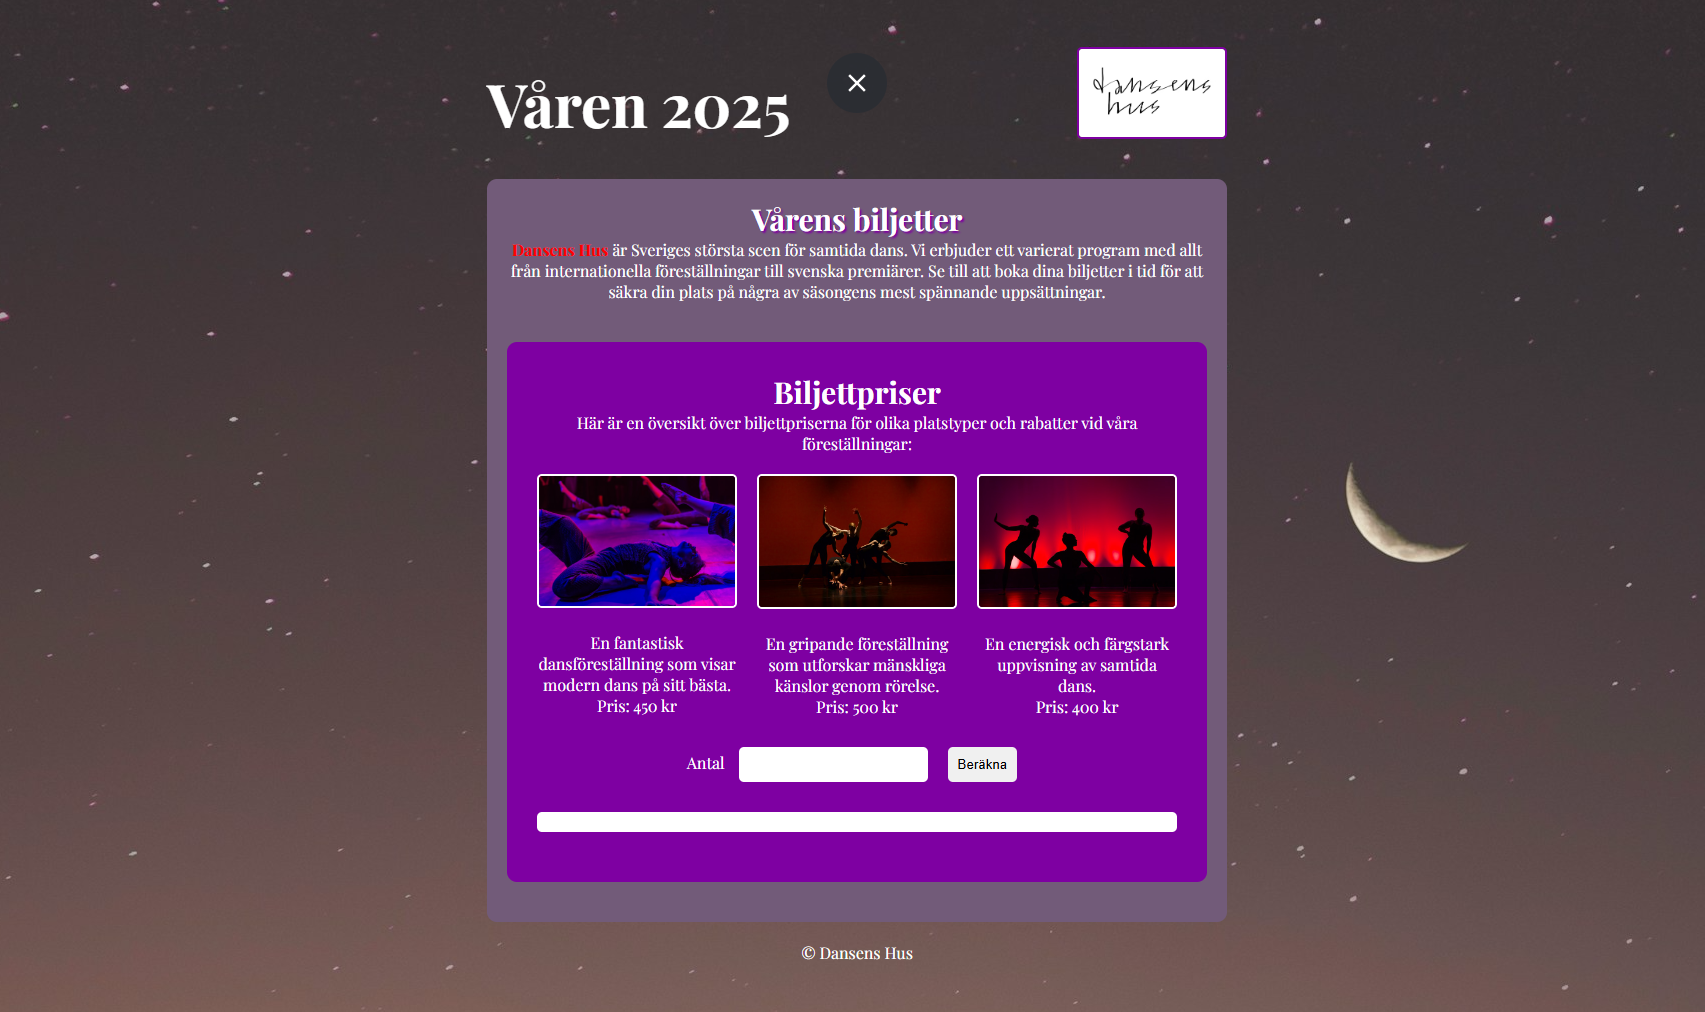 Våren 2025
dansens
hus
Vårens biljetter
Dansens Hus är Sveriges största scen för samtida dans. Vi erbjuder ett varierat program med allt
från internationella föreställningar till svenska premiärer. Se till att boka dina biljetter i tid för att
säkra din plats på några av säsongens mest spännande uppsättningar.
Biljettpriser
Här är en översikt över biljettpriserna för olika platstyper och rabatter vid våra
föreställningar:
En fantastisk
dansföreställning som visar
modern dans på sitt bästa.
Pris: 450 kr
En gripande föreställning
som utforskar mänskliga
känslor genom rörelse.
Pris: 500 kr
En energisk och färgstark
uppvisning av samtida
dans.
Pris: 400 kr
Antal
Beräkna
© Dansens Hus